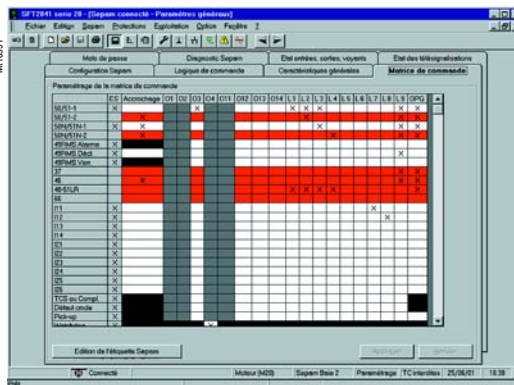 SFT2841 serie 20 - [Sepam connecté - Paramètres généraux]
Fichier Edition Sepam Protections Exploitation Option Fenêtre ?
Mots de passe Diagnostic Sepam Etat entrées, sorties, voyants Etat des télésignalisations
Configuration Sepam Logique de commande Caractéristiques générales Matrice de commande
Paramétrage de la matrice de commande
ES Accrochage O1 O2 O3 O4 O11 O12 O13 O14 L1 L2 L3 L4 L5 L6 L7 L8 L9 OPG
50/51-1 X X X X X X X
50/51-2 X X X X
50N/51N-1 X X X X X
50N/51N-2 X X X X
49RMS Alarme X
49RMS Décl. X X
49RMS Verr. X
37 X X
46 X X X
48-51LR X X X X X
66
I11 X X
I12 X X
I13 X
I14 X
I21 X
I22 X
I23 X
I24 X
I25 X
I26 X
TCS ou Compl. X
Défaut onde X
Pick-up X
X
Edition de l'étiquette Sepam
Connecté Moteur (M20) Sepam Baie 2 Paramétrage TC interdites 25/06/01 16:38